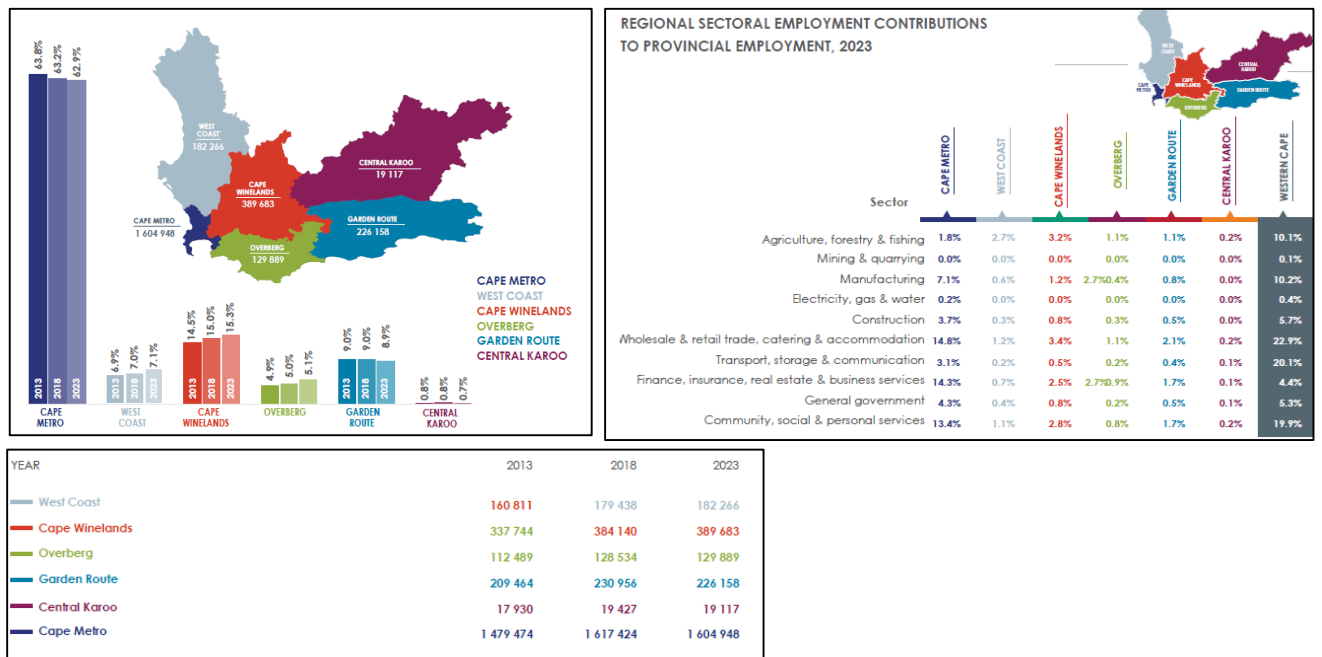 63.8%
63.2%
62.9%
WEST COAST
182 266
CENTRAL KAROO
19 117
CAPE WINELANDS
389 683
CAPE METRO
1 604 948
GARDEN ROUTE
226 158
OVERBERG
129 889
CAPE METRO
WEST COAST
CAPE WINELANDS
OVERBERG
GARDEN ROUTE
CENTRAL KAROO
6.9% 7.0% 7.1%
14.5% 15.0% 15.3%
4.9% 5.0% 5.1%
9.0% 9.0% 8.9%
0.8% 0.8% 0.7%
2013 2018 2023
2013 2018 2023
2013 2018 2023
2013 2018 2023
CAPE METRO
WEST COAST
CAPE WINELANDS
OVERBERG
GARDEN ROUTE
CENTRAL KAROO
REGIONAL SECTORAL EMPLOYMENT CONTRIBUTIONS
TO PROVINCIAL EMPLOYMENT, 2023
WEST COAST
CENTRAL KAROO
CAPE METRO
CAPE WINELANDS
GARDEN ROUTE
OVERBERG
Sector CAPE METRO WEST COAST CAPE WINELANDS OVERBERG GARDEN ROUTE CENTRAL KAROO WESTERN CAPE
Agriculture, forestry & fishing 1.8% 2.7% 3.2% 1.1% 1.1% 0.2% 10.1%
Mining & quarrying 0.0% 0.0% 0.0% 0.0% 0.0% 0.0% 0.1%
Manufacturing 7.1% 0.6% 1.2% 2.7%0.4% 0.8% 0.0% 10.2%
Electricity, gas & water 0.2% 0.0% 0.0% 0.0% 0.0% 0.0% 0.4%
Construction 3.7% 0.3% 0.8% 0.3% 0.5% 0.0% 5.7%
Wholesale & retail trade, catering & accommodation 14.8% 1.2% 3.4% 1.1% 2.1% 0.2% 22.9%
Transport, storage & communication 3.1% 0.2% 0.5% 0.2% 0.4% 0.1% 20.1%
Finance, insurance, real estate & business services 14.3% 0.7% 2.5% 2.7%0.9% 1.7% 0.1% 4.4%
General government 4.3% 0.4% 0.8% 0.2% 0.5% 0.1% 5.3%
Community, social & personal services 13.4% 1.1% 2.8% 0.8% 1.7% 0.2% 19.9%
YEAR 2013 2018 2023
West Coast 160 811 179 438 182 266
Cape Winelands 337 744 384 140 389 683
Overberg 112 489 128 534 129 889
Garden Route 209 464 230 956 226 158
Central Karoo 17 930 19 427 19 117
Cape Metro 1 479 474 1 617 424 1 604 948